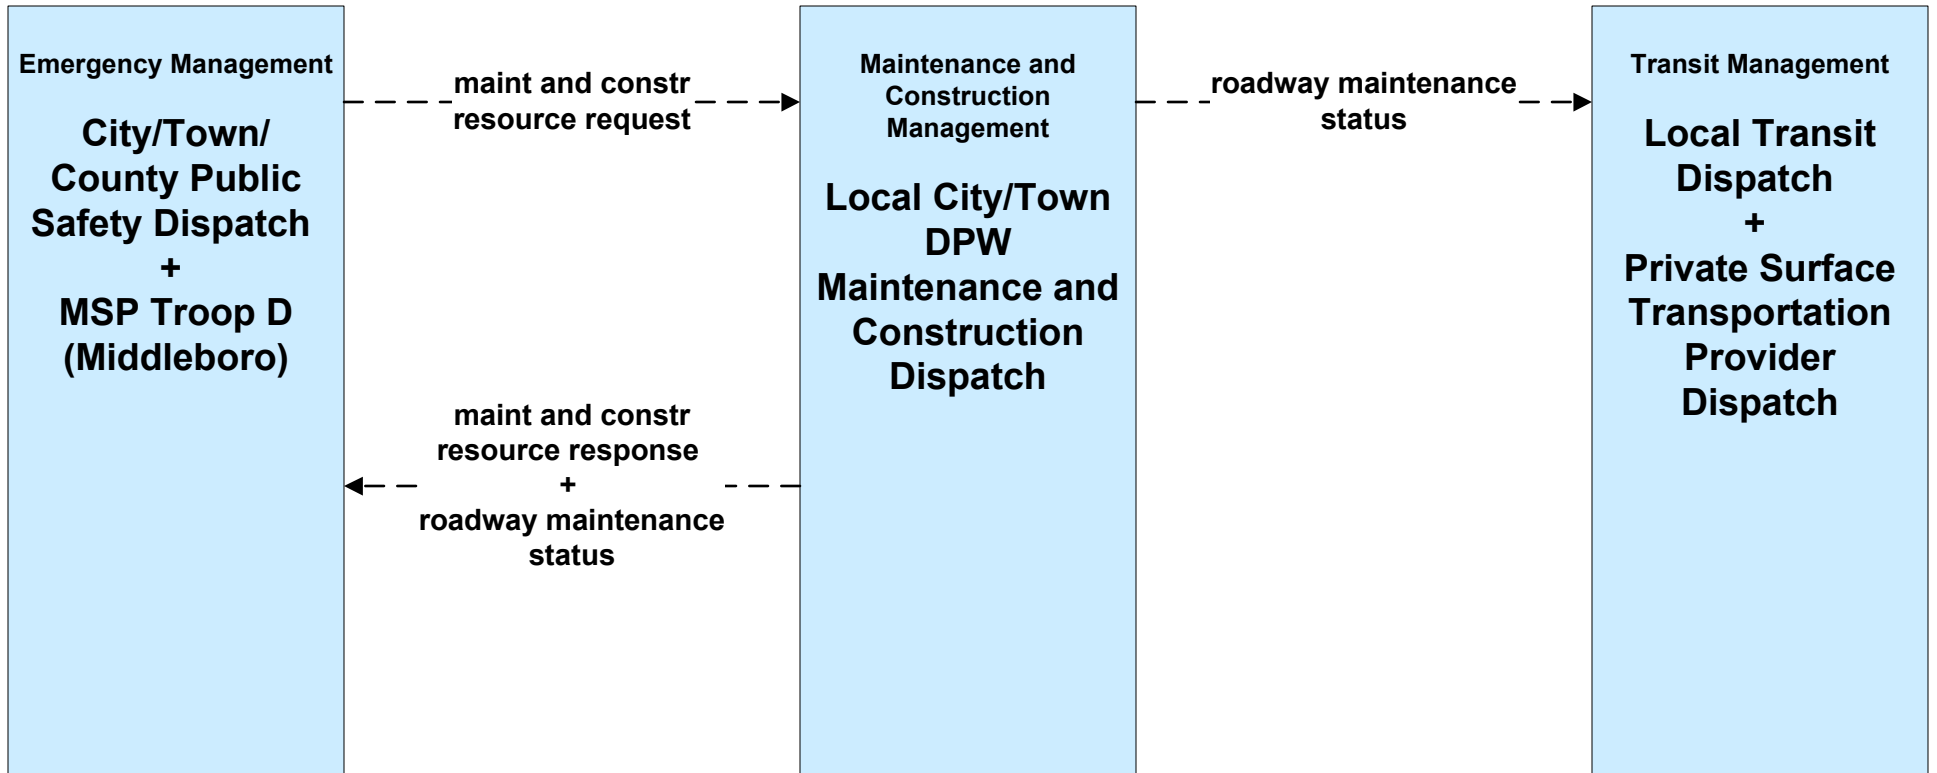 Emergency Management
City/Town/
County Public
Safety Dispatch
+
MSP Troop D
(Middleboro)
maint and constr
resource request
maint and constr
resource response
+
roadway maintenance
status
Maintenance and
Construction
Management
Local City/Town
DPW
Maintenance and
Construction
Dispatch
roadway maintenance
status
Transit Management
Local Transit
Dispatch
+
Private Surface
Transportation
Provider
Dispatch